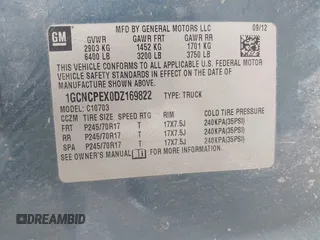 GM
MFD BY GENERAL MOTORS LLC
09/12
GVWR GAWR FRT GAWR RR
2903 KG 1452 KG 1701 KG
6400 LB 3200 LB 3750 LB
THIS VEHICLE CONFORMS TO ALL APPLICABLE
SAFETY STANDARDS IN EFFECT ON THE DATE OF
MANUFACTURE SHOWN ABOVE.
1GCNCPEX0DZ169822 TYPE: TRUCK
MODEL: C10703
CCZM TIRE SIZE SPEED RTG RIM COLD TIRE PRESSURE
FRT P245/70R17 T 17X7.5J 240KPA(35PSI)
RR P245/70R17 T 17X7.5J 240KPA(35PSI)
SPA P245/70R17 T 17X7.5J 240KPA(35PSI)
SEE OWNER MANUAL FOR MORE INFORMATION.
DREAMBID